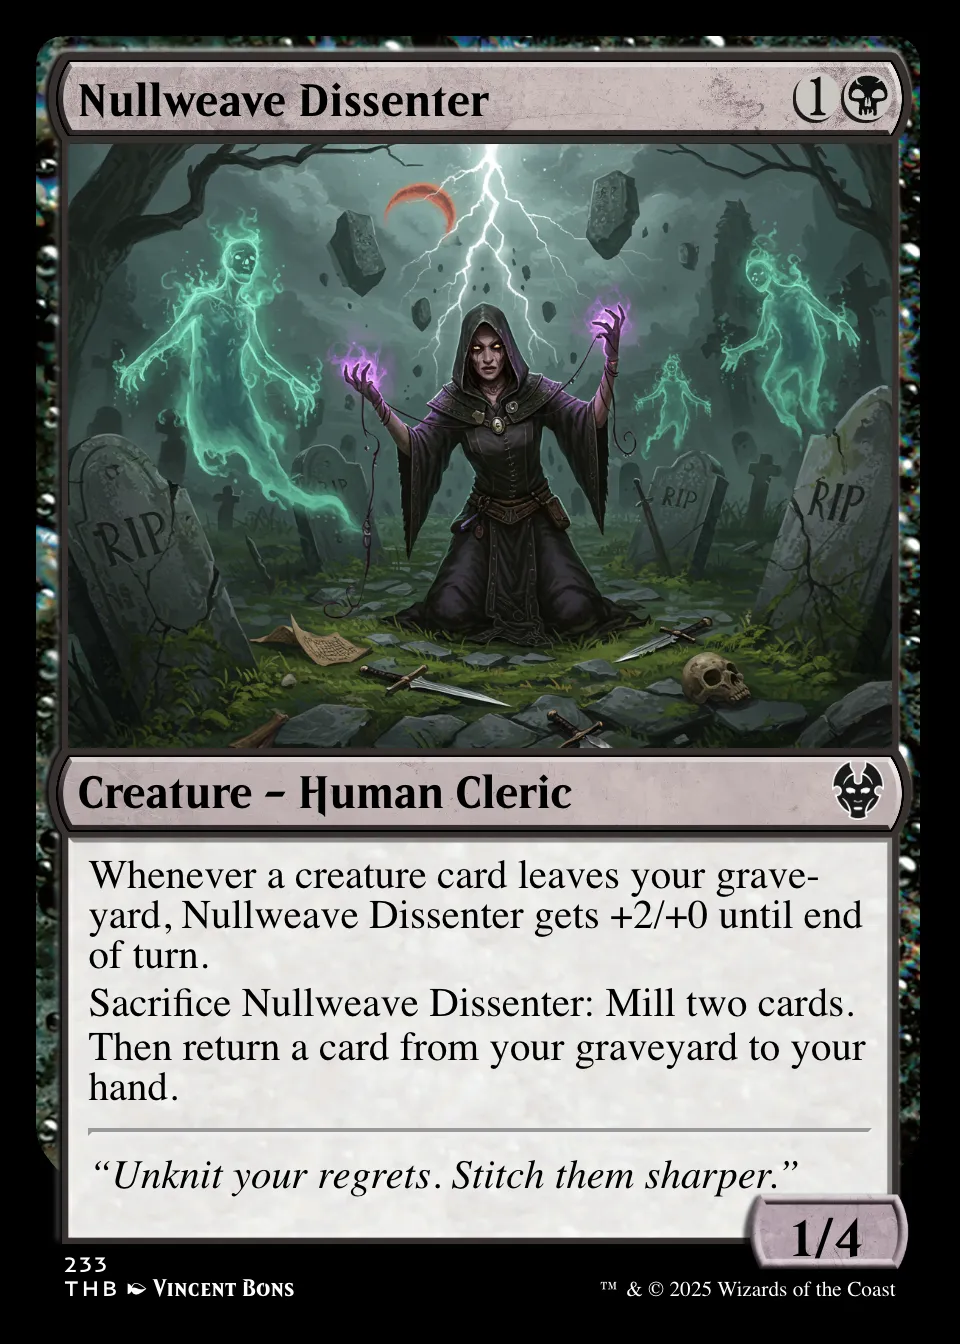 Nullweave Dissenter 1
RIP
RIP
RIP
RIP
Creature – Human Cleric
Whenever a creature card leaves your grave-
yard, Nullweave Dissenter gets +2/+0 until end
of turn.
Sacrifice Nullweave Dissenter: Mill two cards.
Then return a card from your graveyard to your
hand.
“Unknit your regrets. Stitch them sharper.”
1/4
233
THB VINCENT BONS
™ & © 2025 Wizards of the Coast